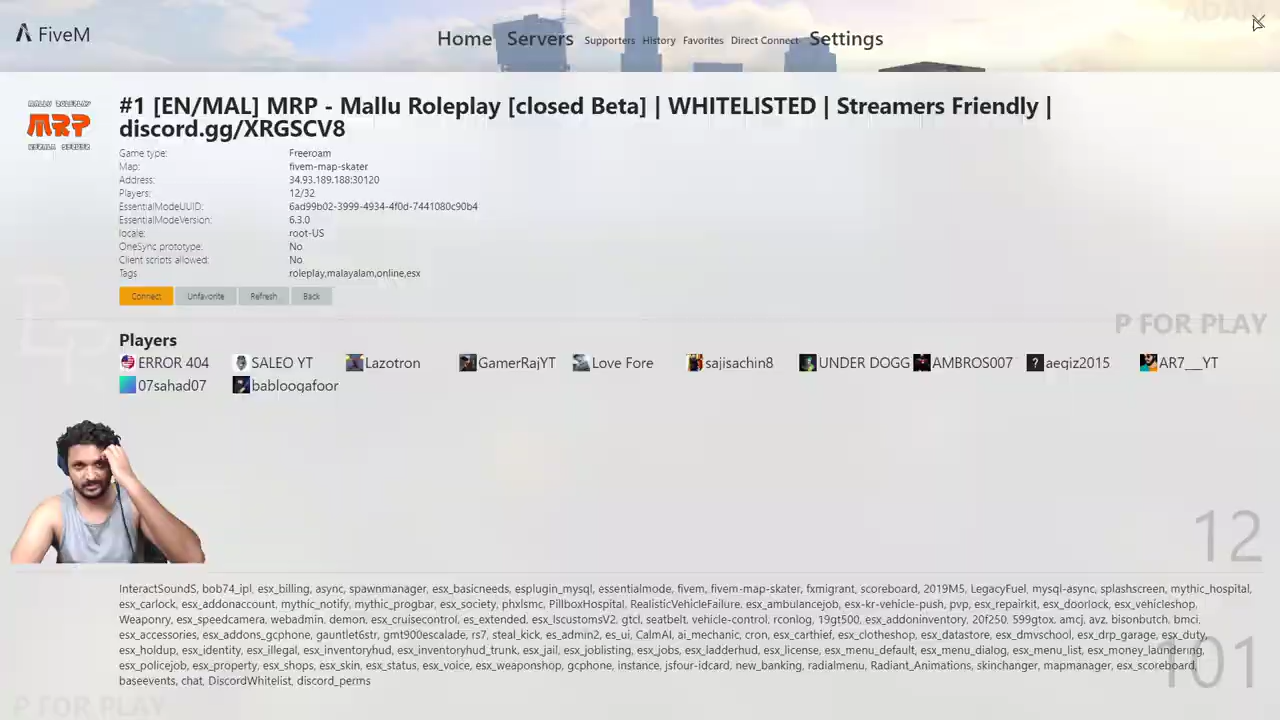 FiveM
Home Servers Supporters History Favorites Direct Connect Settings
MALLU ROLEPLAY
MRP
KERALA SERVER
#1 [EN/MAL] MRP - Mallu Roleplay [closed Beta] | WHITELISTED | Streamers Friendly |
discord.gg/XRGSCV8
Game type: Freeroam
Map: fivem-map-skater
Address: 34.93.189.188:30120
Players: 12/32
EssentialModeUUID: 6ad99b02-3999-4934-4f0d-7441080c90b4
EssentialModeVersion: 6.3.0
locale: root-US
OneSync prototype: No
Client scripts allowed: No
Tags roleplay,malayalam,online,esx
Connect Unfavorite Refresh Back
P FOR PLAY
Players
ERROR 404 SALEO YT Lazotron GamerRajYT Love Fore sajisachin8 UNDER DOGG AMBROS007 aeqiz2015 AR7___YT
07sahad07 babloogafoor
12
InteractSoundS, bob74_ipl, esx_billing, async, spawnmanager, esx_basicneeds, esplugin_mysql, essentialmode, fivem, fivem-map-skater, fxmigrant, scoreboard, 2019M5, LegacyFuel, mysql-async, splashscreen, mythic_hospital,
esx_carlock, esx_addonaccount, mythic_notify, mythic_progbar, esx_society, phxlsmc, PillboxHospital, RealisticVehicleFailure, esx_ambulancejob, esx-kr-vehicle-push, pvp, esx_repairkit, esx_doorlock, esx_vehicleshop,
Weaponry, esx_speedcamera, webadmin, demon, esx_cruisecontrol, es_extended, esx_lscustomsV2, gtcl, seatbelt, vehicle-control, rconlog, 19gt500, esx_addoninventory, 20f250, 599gtox, amcj, avz, bisonbutch, bmci,
esx_accessories, esx_addons_gcphone, gauntlet6str, gmt900escalade, rs7, steal_kick, es_admin2, es_ui, CalmAI, ai_mechanic, cron, esx_carthief, esx_clotheshop, esx_datastore, esx_dmvschool, esx_drp_garage, esx_duty,
esx_holdup, esx_identity, esx_illegal, esx_inventoryhud, esx_inventoryhud_trunk, esx_jail, esx_joblisting, esx_jobs, esx_ladderhud, esx_license, esx_menu_default, esx_menu_dialog, esx_menu_list, esx_money_laundering,
esx_policejob, esx_property, esx_shops, esx_skin, esx_status, esx_voice, esx_weaponshop, gcphone, instance, jsfour-idcard, new_banking, radialmenu, Radiant_Animations, skinchanger, mapmanager, esx_scoreboard,
baseevents, chat, DiscordWhitelist, discord_perms
101
P FOR PLAY